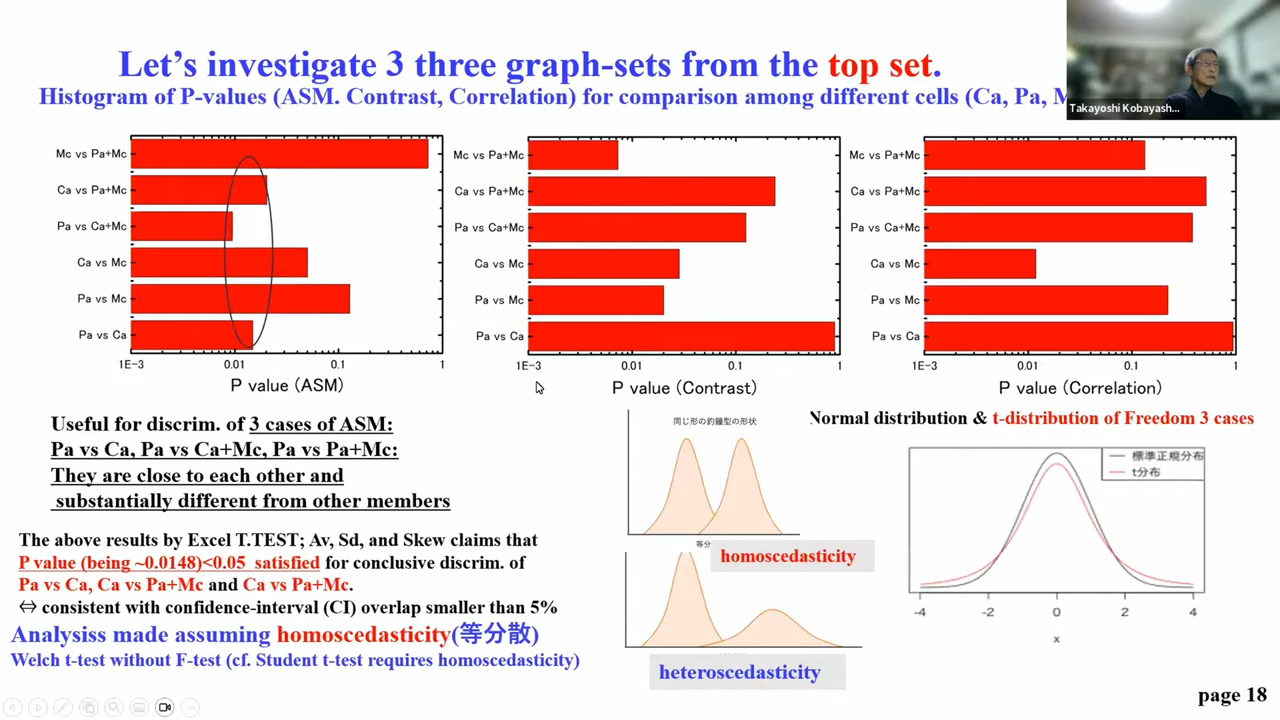 Let’s investigate 3 three graph-sets from the top set.
Histogram of P-values (ASM. Contrast, Correlation) for comparison among different cells (Ca, Pa, M
Takayoshi Kobayash...
Mc vs Pa+Mc
Ca vs Pa+Mc
Pa vs Ca+Mc
Ca vs Mc
Pa vs Mc
Pa vs Ca
1E-3 0.01 0.1 1
P value (ASM)
Mc vs Pa+Mc
Ca vs Pa+Mc
Pa vs Ca+Mc
Ca vs Mc
Pa vs Mc
Pa vs Ca
1E-3 0.01 0.1 1
P value (Contrast)
Mc vs Pa+Mc
Ca vs Pa+Mc
Pa vs Ca+Mc
Ca vs Mc
Pa vs Mc
Pa vs Ca
1E-3 0.01 0.1 1
P value (Correlation)
Useful for discrim. of 3 cases of ASM:
Pa vs Ca, Pa vs Ca+Mc, Pa vs Pa+Mc:
They are close to each other and
substantially different from other members
The above results by Excel T.TEST; Av, Sd, and Skew claims that
P value (being ~0.0148)<0.05 satisfied for conclusive discrim. of
Pa vs Ca, Ca vs Pa+Mc and Ca vs Pa+Mc.
⇔ consistent with confidence-interval (CI) overlap smaller than 5%
Analysiss made assuming homoscedasticity(等分散)
Welch t-test without F-test (cf. Student t-test requires homoscedasticity)
同じ形の釣鐘型の形状
等分
homoscedasticity
heteroscedasticity
Normal distribution & t-distribution of Freedom 3 cases
標準正規分布
t分布
-4 -2 0 2 4
x
page 18